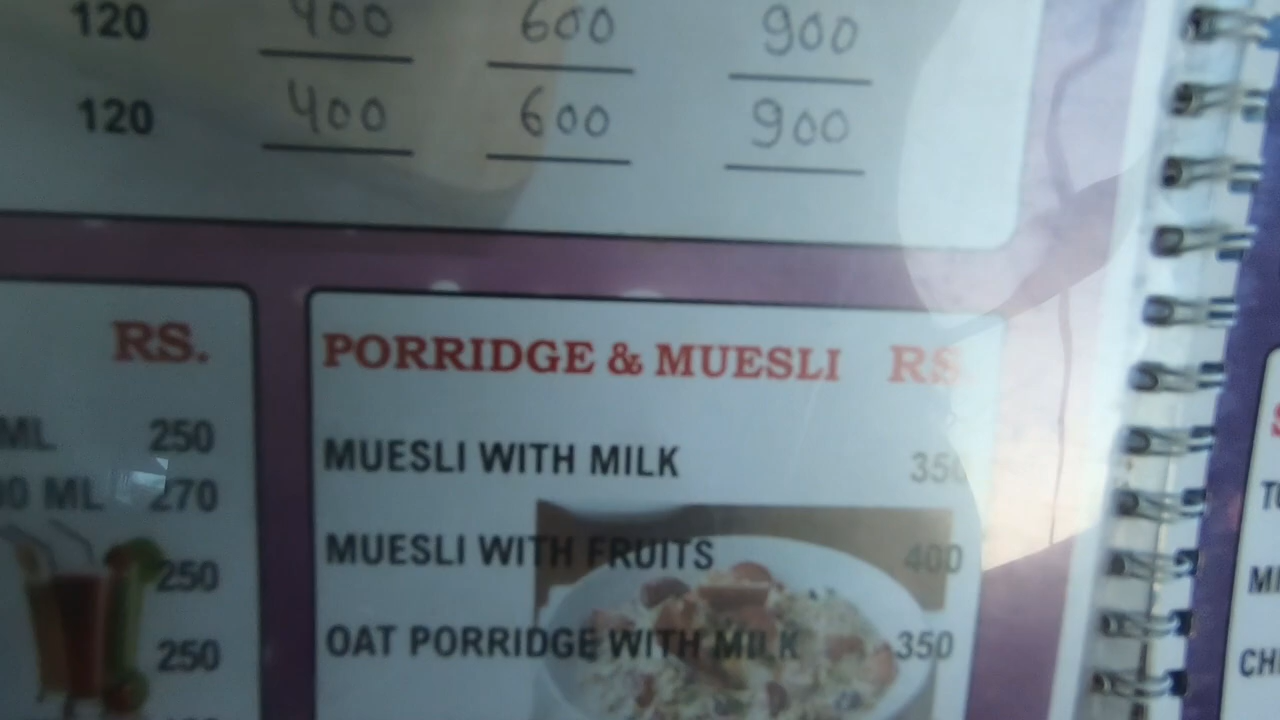 120 400 600 900
120 400 600 900
RS.
ML 250
ML 270
250
250
PORRIDGE & MUESLI RS
MUESLI WITH MILK 350
MUESLI WITH FRUITS 400
OAT PORRIDGE WITH MILK 350